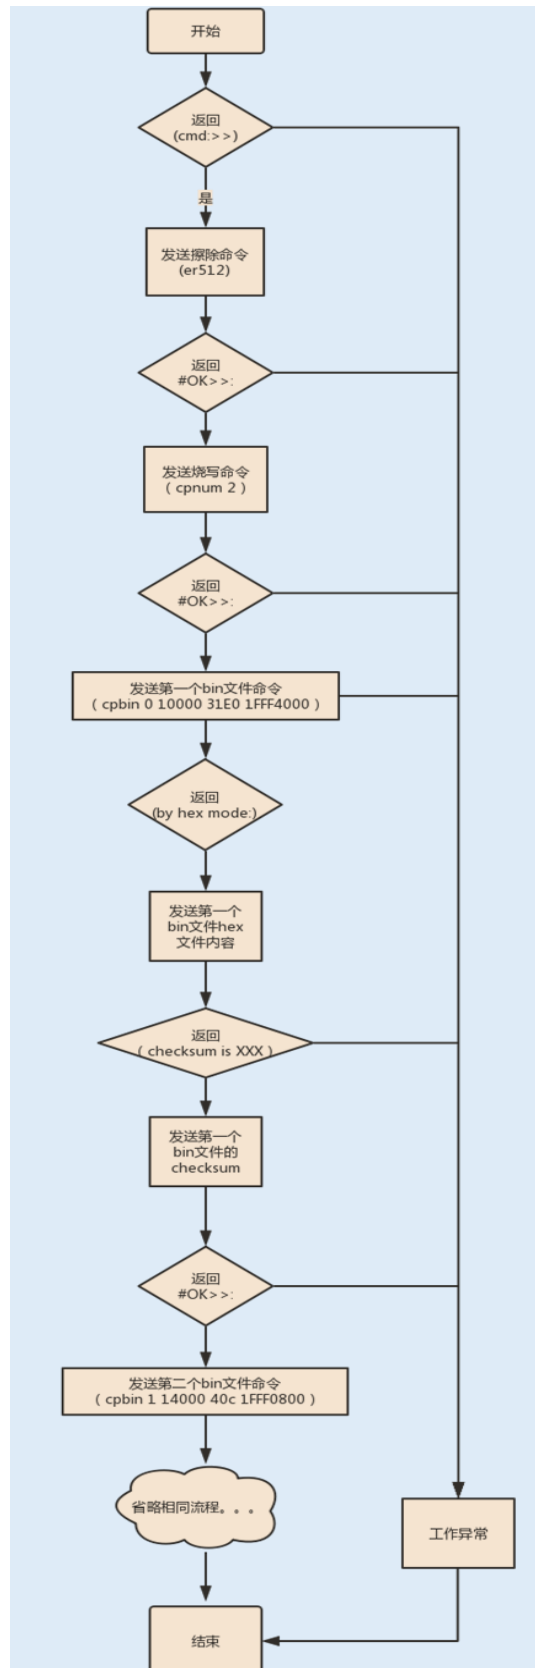 开始
返回
(cmd:>>)
是
发送擦除命令
(er512)
返回
#OK>>:
发送烧写命令
( cpnum 2 )
返回
#OK>>:
发送第一个bin文件命令
( cpbin 0 10000 31E0 1FFF4000 )
返回
(by hex mode:)
发送第一个
bin文件hex
文件内容
返回
( checksum is XXX )
发送第一个
bin文件的
checksum
返回
#OK>>:
发送第二个bin文件命令
( cpbin 1 14000 40c 1FFF0800 )
省略相同流程。。。
工作异常
结束